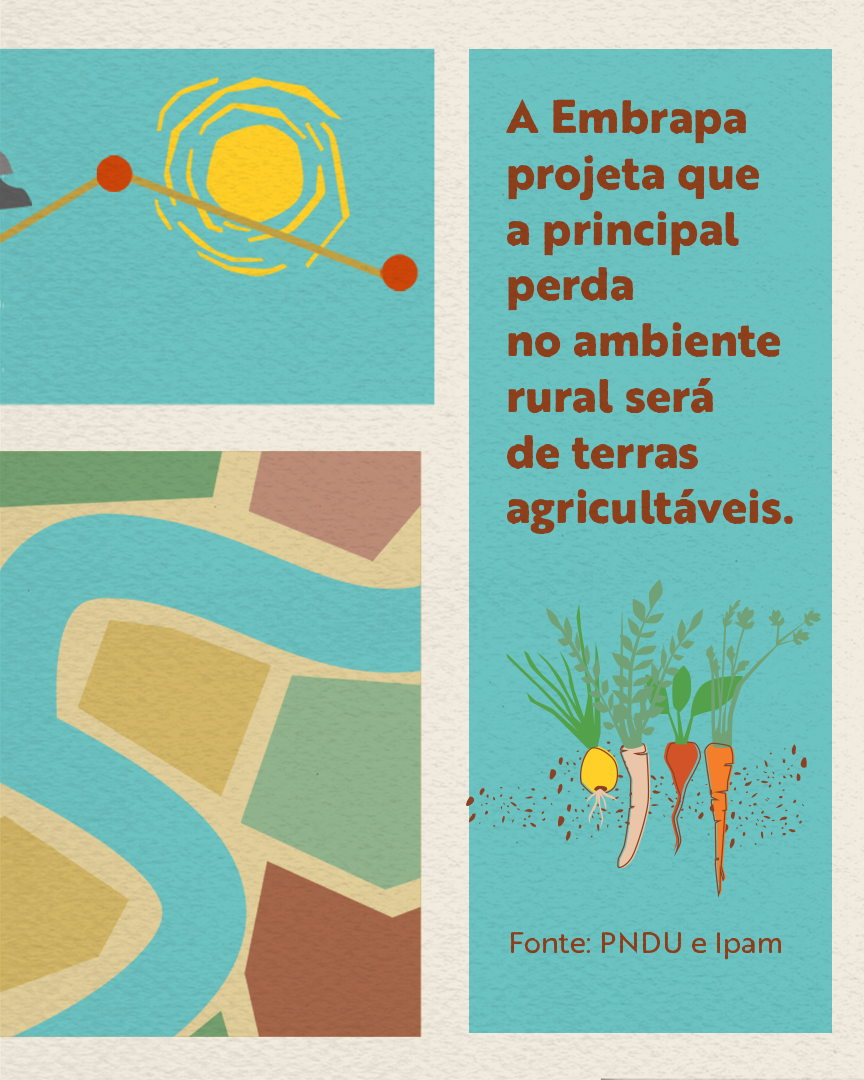 A Embrapa
projeta que
a principal
perda
no ambiente
rural será
de terras
agricultáveis.
Fonte: PNDU e Ipam